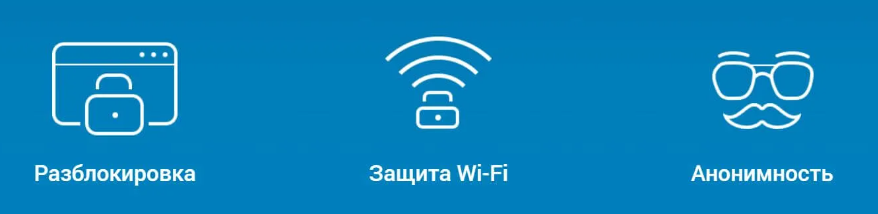 Разблокировка
Защита Wi-Fi
Анонимность